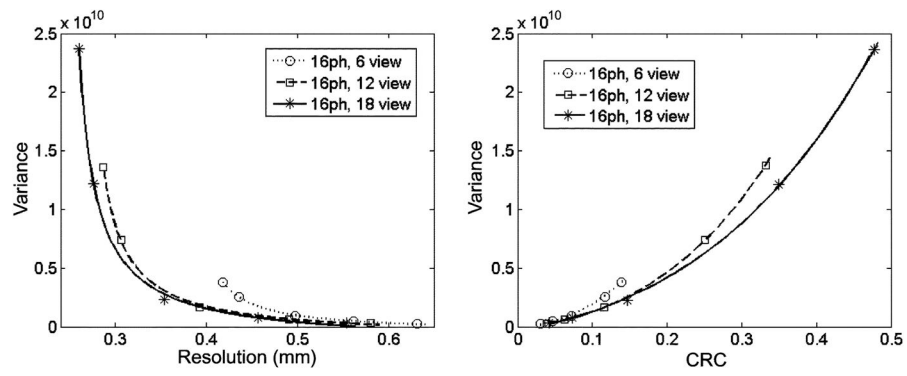 x 10^10
2.5
2
1.5
1
0.5
0
0.3
0.4
0.5
0.6
Variance
Resolution (mm)
16ph, 6 view
16ph, 12 view
16ph, 18 view
x 10^10
2.5
2
1.5
1
0.5
0
0
0.1
0.2
0.3
0.4
0.5
Variance
CRC
16ph, 6 view
16ph, 12 view
16ph, 18 view